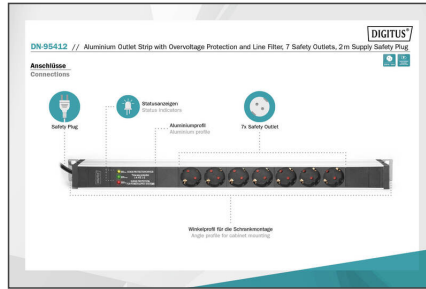 DIGITUS®
DN-95412 // Aluminium Outlet Strip with Overvoltage Protection and Line Filter, 7 Safety Outlets, 2 m Supply Safety Plug
Anschlüsse
Connections
Safety Plug
Statusanzeigen
Status indicators
Aluminiumprofil
Aluminium profile
7x Safety Outlet
Winkelprofil für die Schrankmontage
Angle profile for cabinet mounting